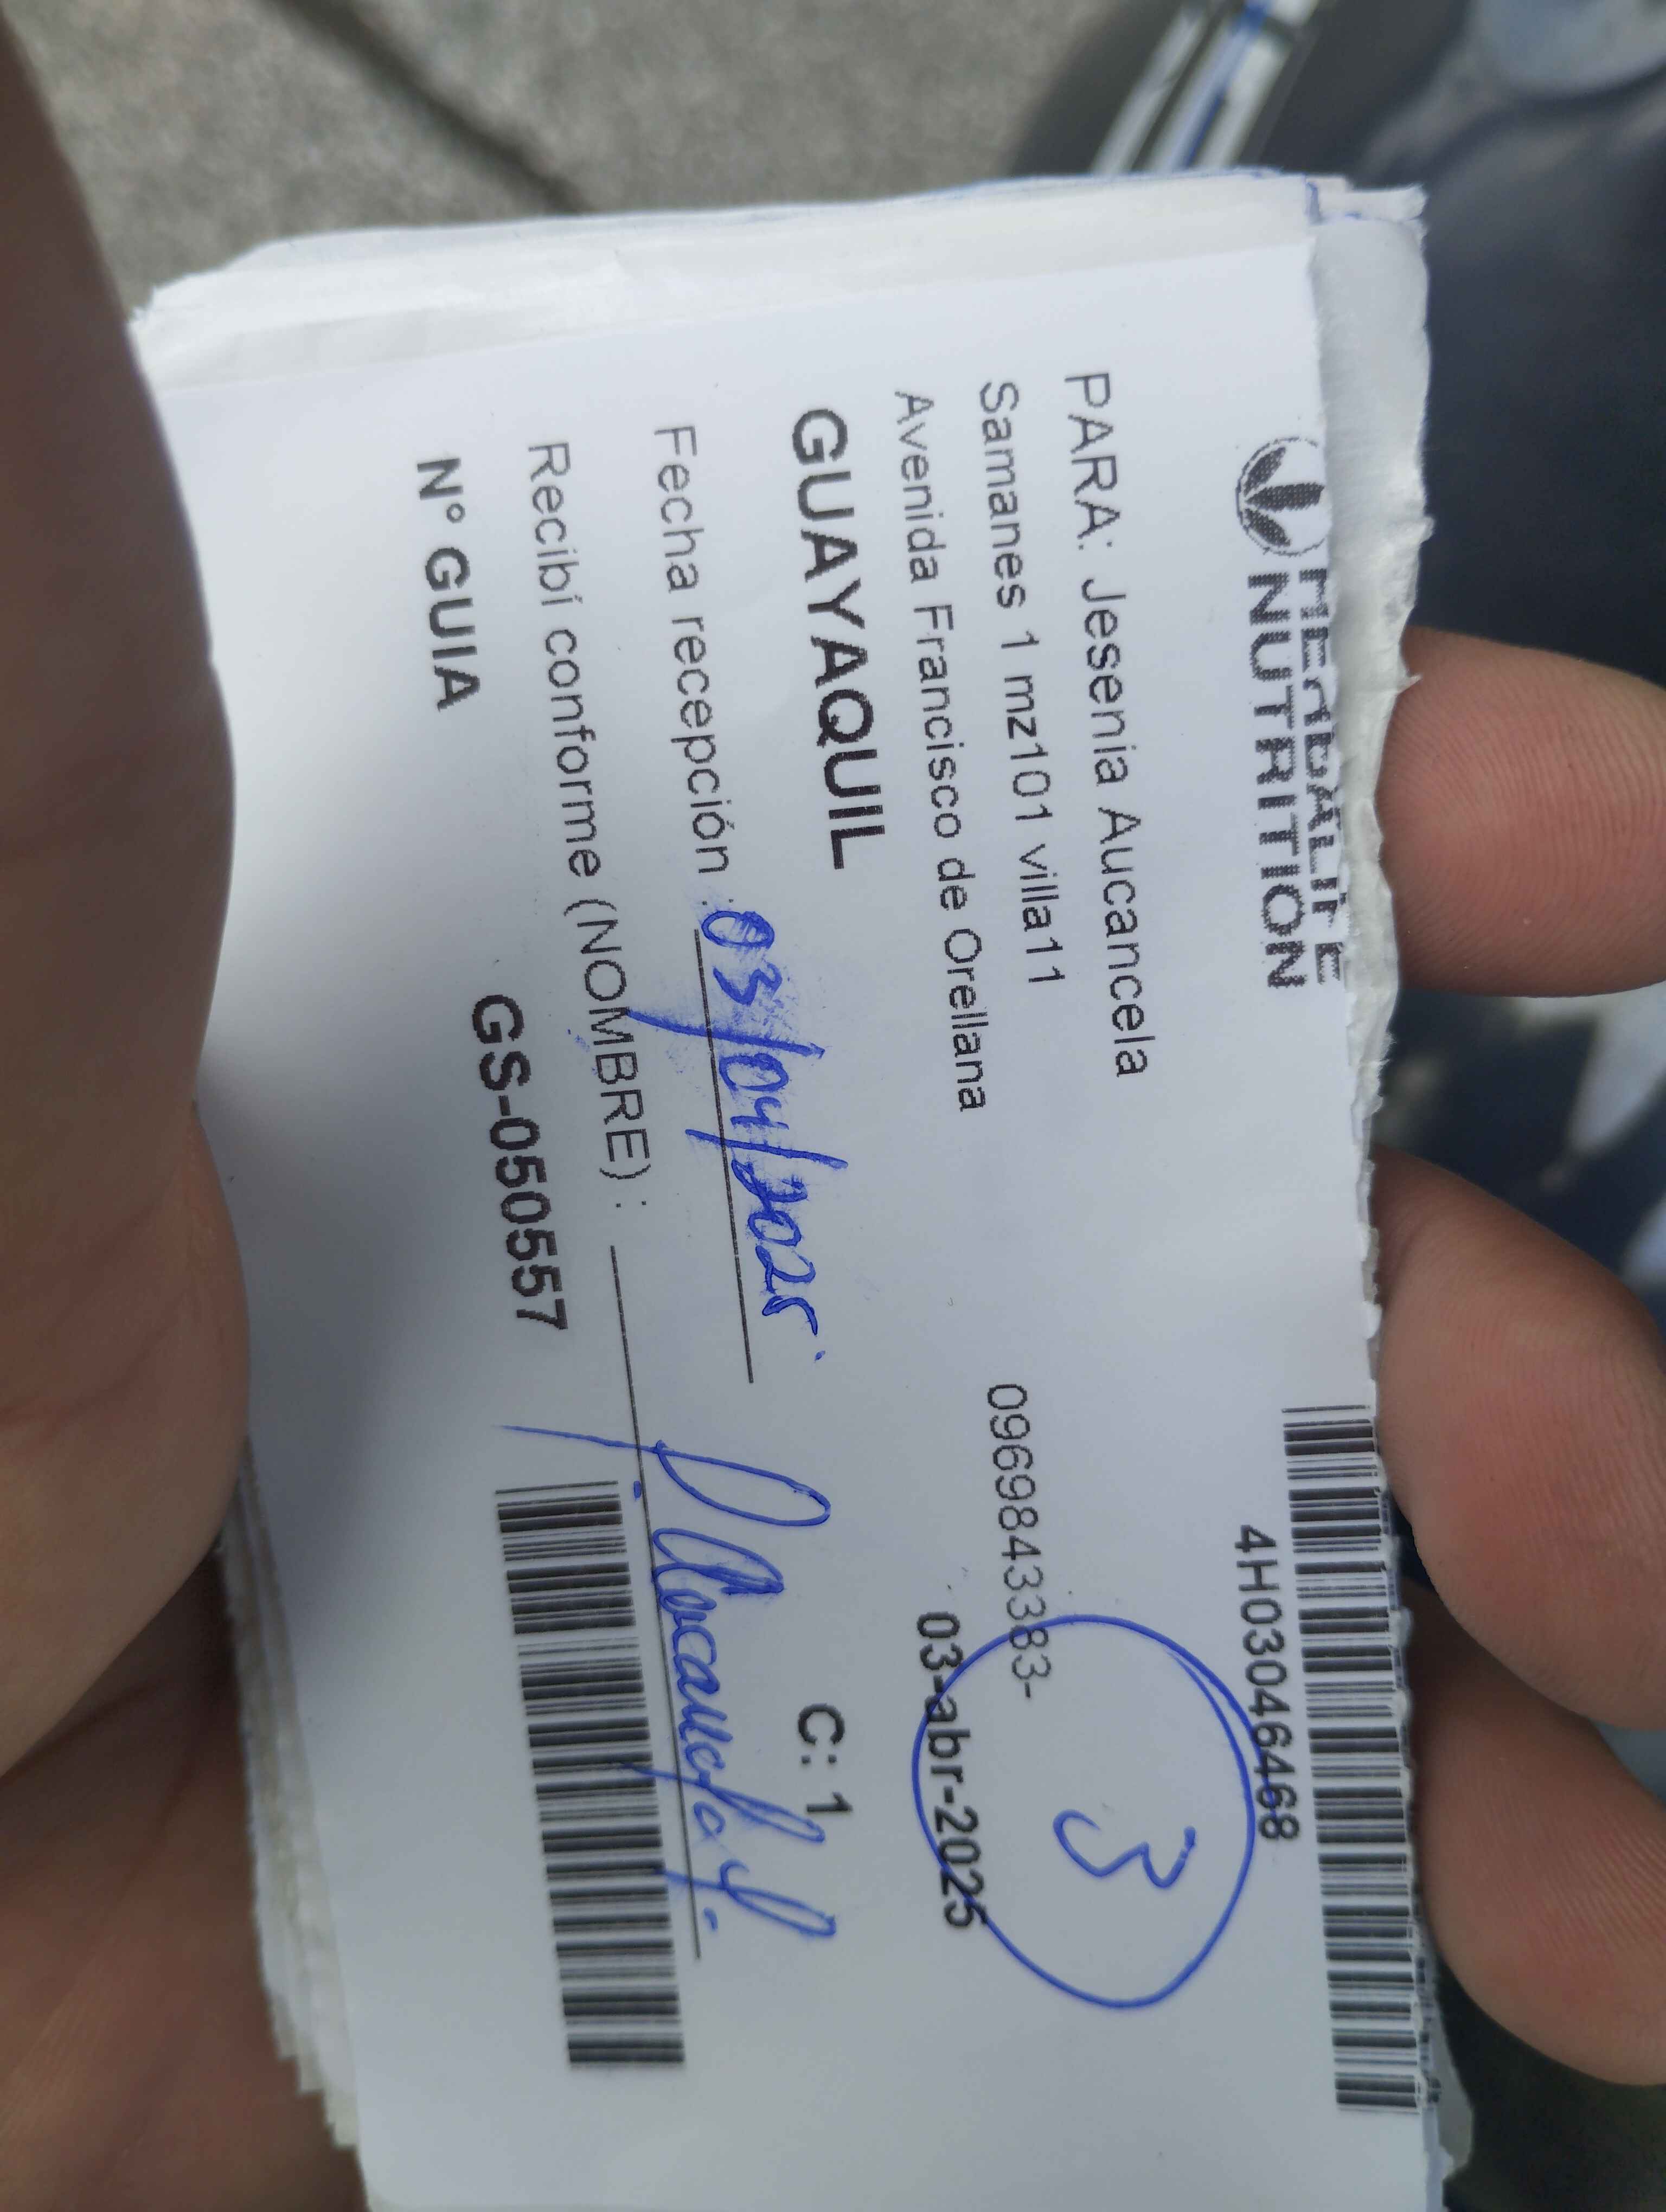 NUTRITION
4H03046468
PARA: Jesenia Aucancela
Samanes 1 mz101 villa11
0969843383-
3
Avenida Francisco de Orellana
03-abr-2025
GUAYAQUIL
C: 1
Fecha recepción : 03/04/2025
Recibí conforme (NOMBRE) :
N° GUIA
GS-050557